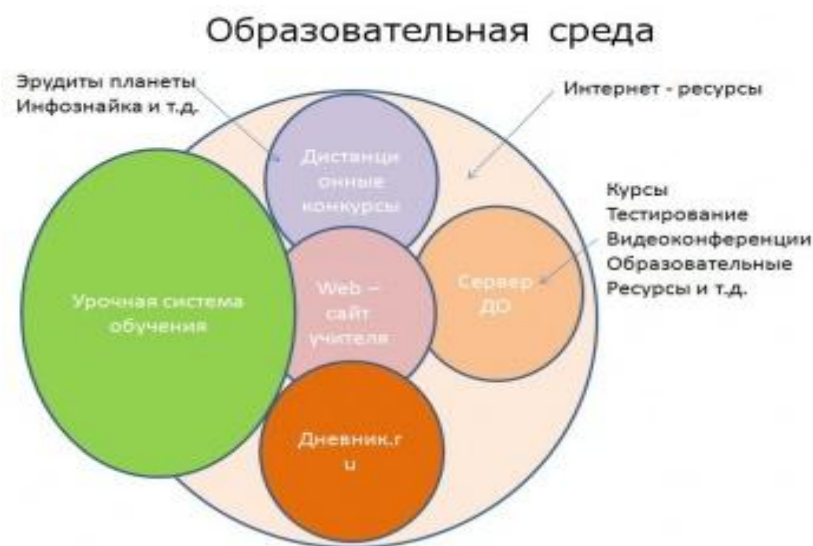 Образовательная среда
Эрудиты планеты
Инфознайка и т.д.
Интернет - ресурсы
Дистанци
онные
конкурсы
Курсы
Тестирование
Видеоконференции
Образовательные
Ресурсы и т.д.
Урочная система
обучения
Web –
сайт
учителя
Сервер
ДО
Дневник.r
u